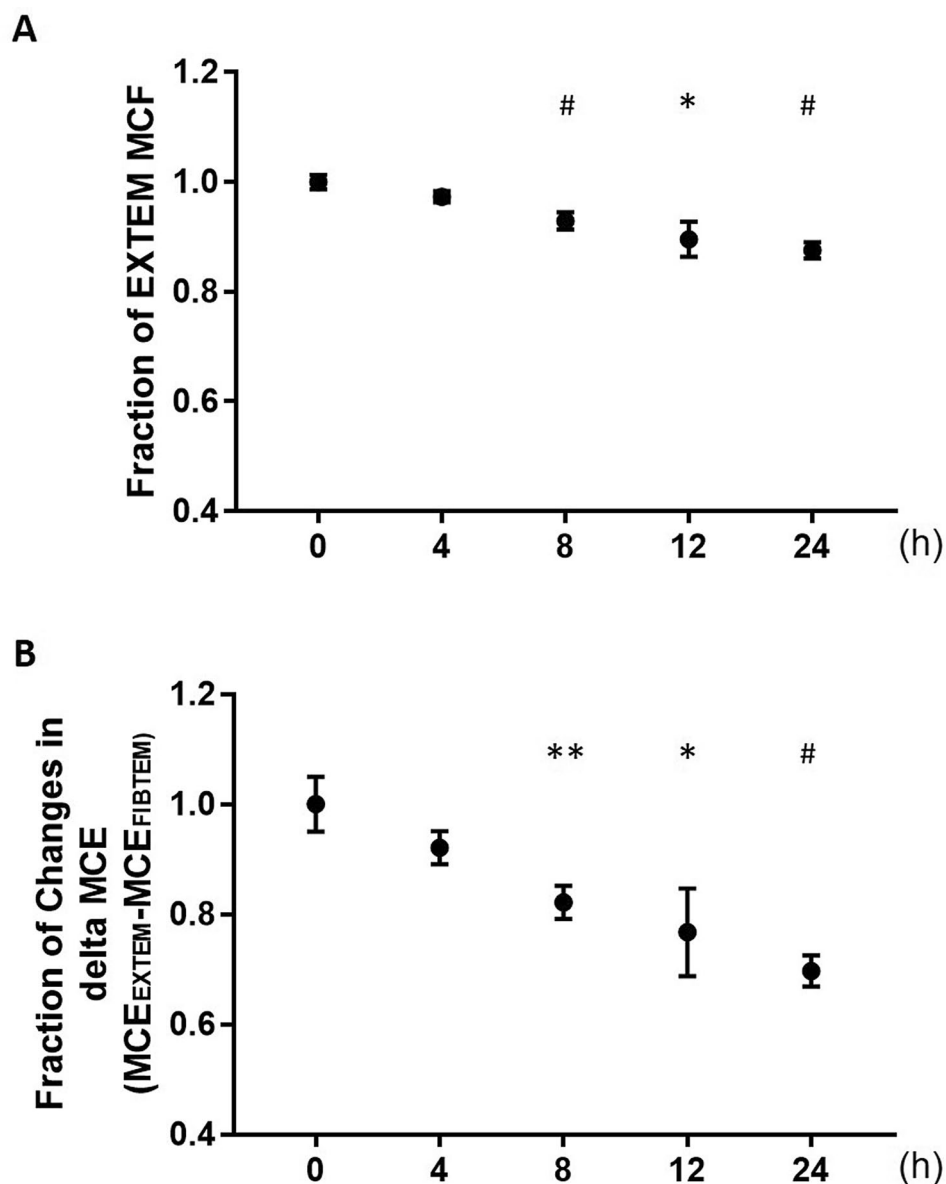 A
Fraction of EXTEM MCF
1.2
1.0
0.8
0.6
0.4
# * #
0 4 8 12 24 (h)
B
Fraction of Changes in
delta MCE
(MCEEXTEM-MCEFIBTEM)
1.2
1.0
0.8
0.6
0.4
** * #
0 4 8 12 24 (h)